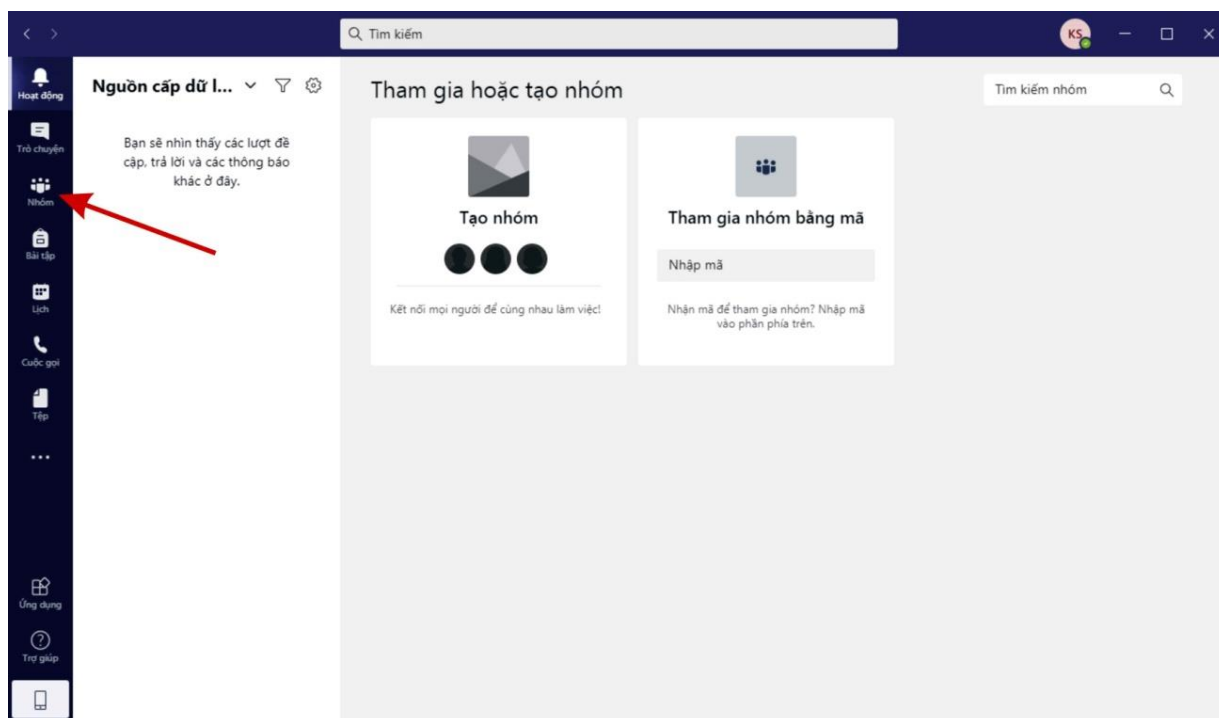 Tìm kiếm
KS
Hoạt động
Trò chuyện
Nhóm
Bài tập
Lịch
Cuộc gọi
Tệp
Ứng dụng
Trợ giúp
Nguồn cấp dữ l...
Bạn sẽ nhìn thấy các lượt đề
cập, trả lời và các thông báo
khác ở đây.
Tham gia hoặc tạo nhóm
Tìm kiếm nhóm
Tạo nhóm
Kết nối mọi người để cùng nhau làm việc!
Tham gia nhóm bằng mã
Nhập mã
Nhận mã để tham gia nhóm? Nhập mã
vào phần phía trên.